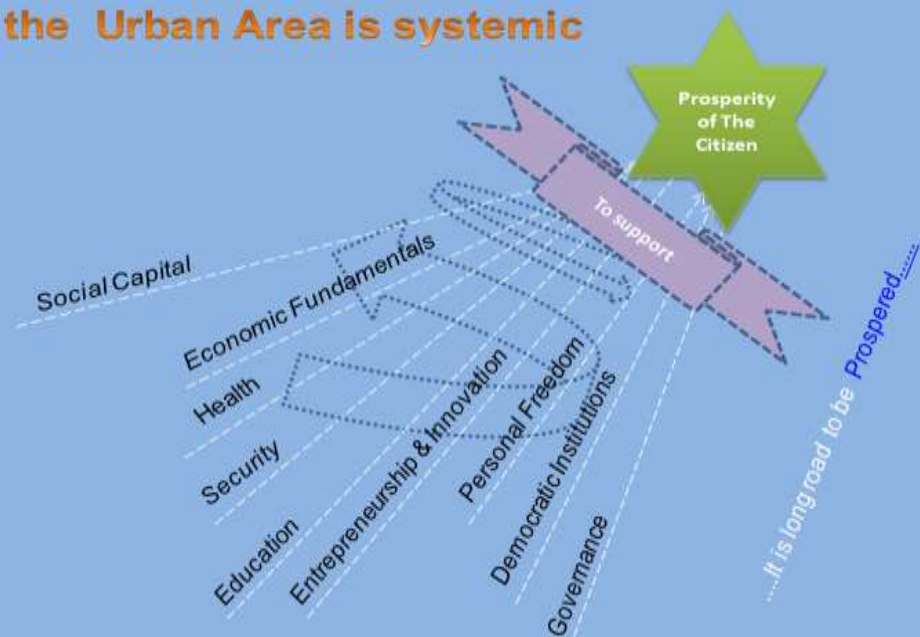 the Urban Area is systemic
Prosperity
of The
Citizen
To support
Social Capital
Economic Fundamentals
Health
Security
Education
Entrepreneurship & Innovation
Personal Freedom
Democratic Institutions
Governance
....It is long road to be Prospered......